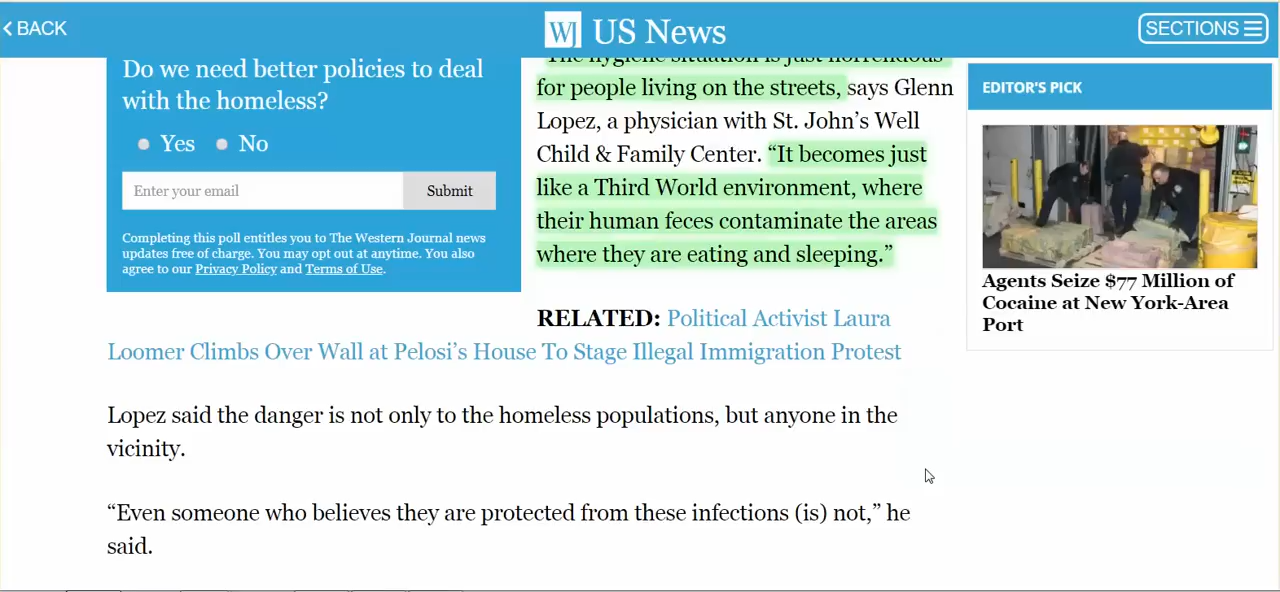 BACK
WJ US News
SECTIONS
Do we need better policies to deal
with the homeless?
Yes No
Enter your email Submit
Completing this poll entitles you to The Western Journal news
updates free of charge. You may opt out at anytime. You also
agree to our Privacy Policy and Terms of Use.
"The hygiene situation is just horrendous
for people living on the streets, says Glenn
Lopez, a physician with St. John's Well
Child & Family Center. “It becomes just
like a Third World environment, where
their human feces contaminate the areas
where they are eating and sleeping.”
RELATED: Political Activist Laura
Loomer Climbs Over Wall at Pelosi’s House To Stage Illegal Immigration Protest
Lopez said the danger is not only to the homeless populations, but anyone in the
vicinity.
“Even someone who believes they are protected from these infections (is) not,” he
said.
EDITOR'S PICK
Agents Seize $77 Million of
Cocaine at New York-Area
Port